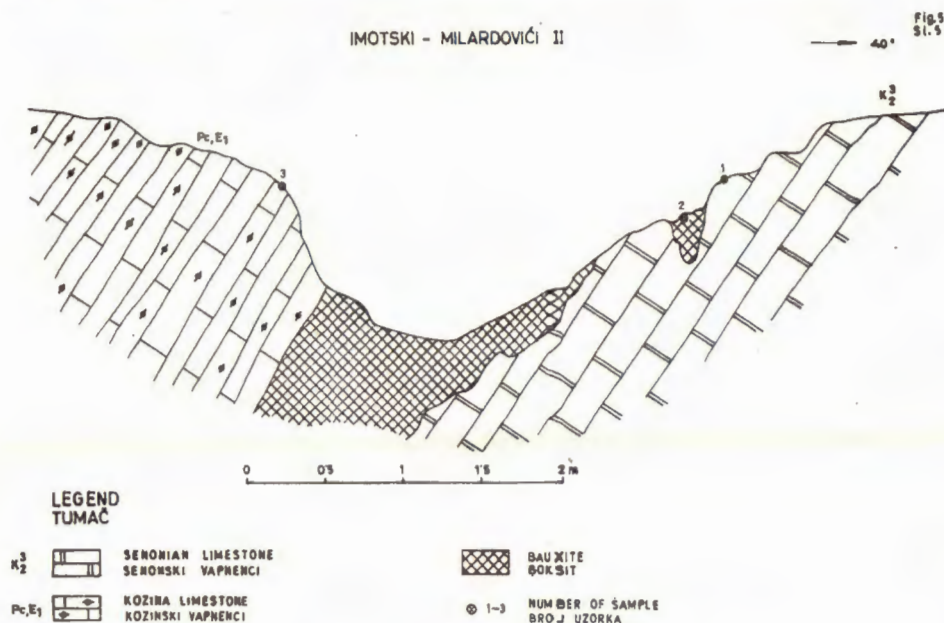 Fig.5
Sl.5
IMOTSKI - MILARDOVIĆI II
40°
K₂³
Pc,E₁
3
1
2
0 0'5 1 1'5 2 m
LEGEND
TUMAČ
K₂³ SENONIAN LIMESTONE
SENONSKI VAPNENCI
BAUXITE
BOKSIT
Pc,E₁ KOZINA LIMESTONE
KOZINSKI VAPNENCI
1-3 NUMBER OF SAMPLE
BROJ UZORKA